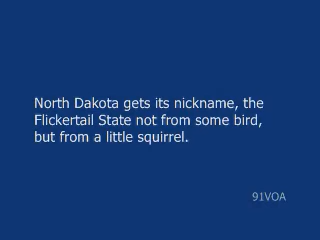 North Dakota gets its nickname, the
Flickertail State not from some bird,
but from a little squirrel.
91VOA